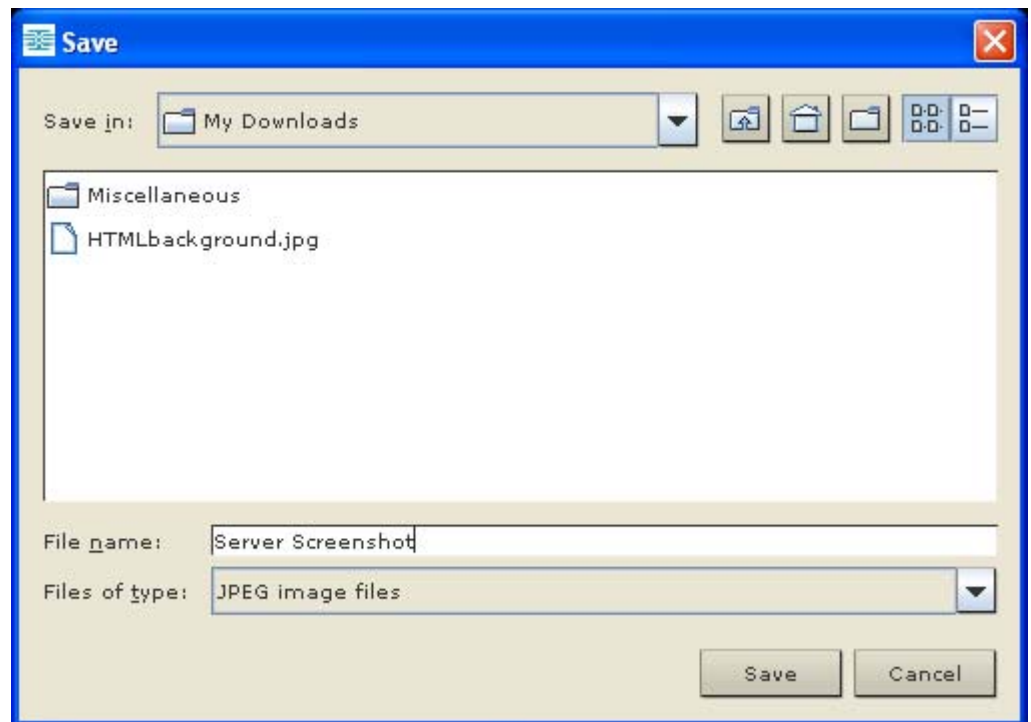 Save
Save in: My Downloads
Miscellaneous
HTMLbackground.jpg
File name: Server Screenshot
Files of type: JPEG image files
Save Cancel